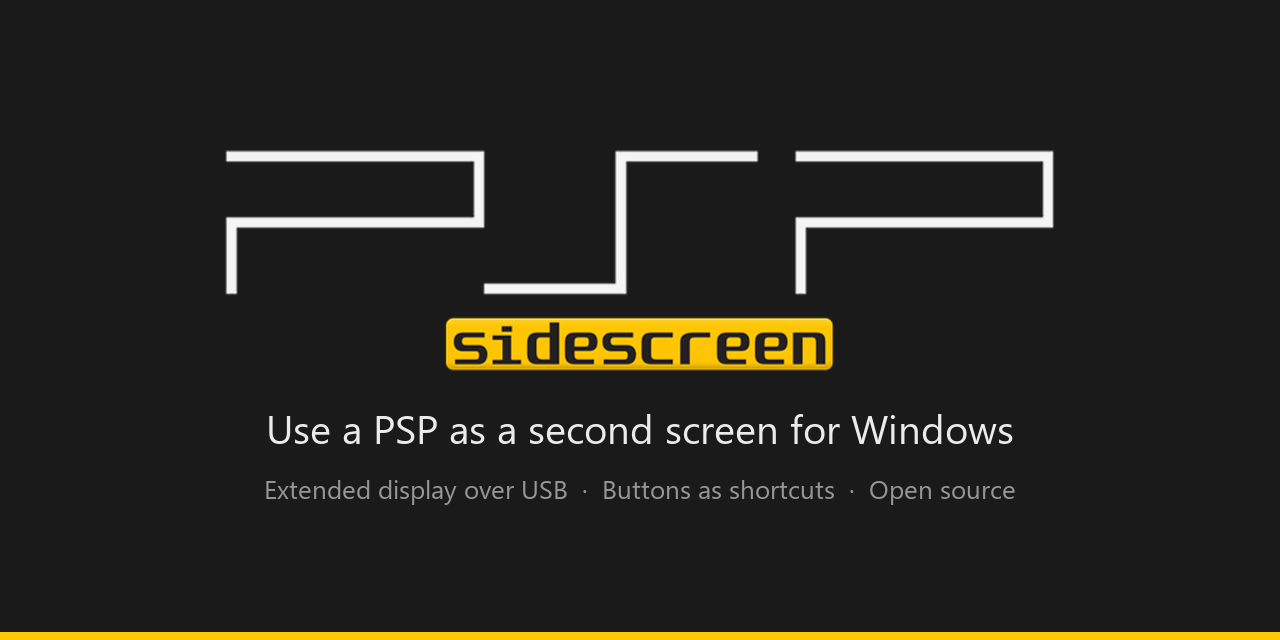 PSP
sidescreen
Use a PSP as a second screen for Windows
Extended display over USB · Buttons as shortcuts · Open source